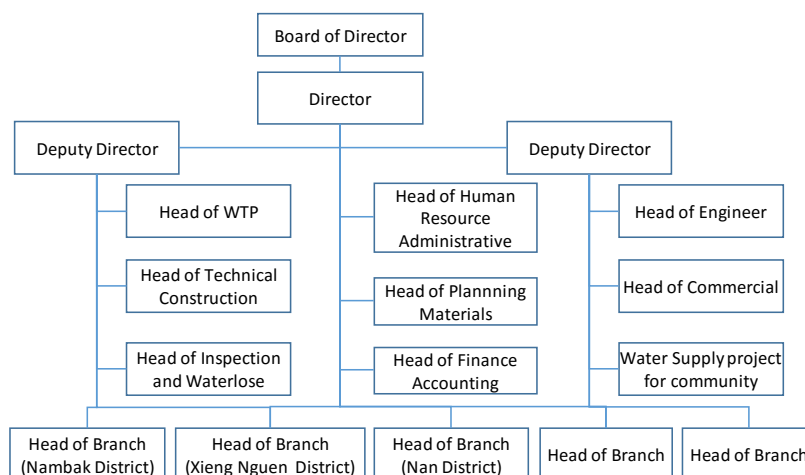 Board of Director
Director
Deputy Director
Deputy Director
Head of WTP
Head of Human
Resource
Administrative
Head of Engineer
Head of Technical
Construction
Head of Plannning
Materials
Head of Commercial
Head of Inspection
and Waterlose
Head of Finance
Accounting
Water Supply project
for community
Head of Branch
(Nambak District)
Head of Branch
(Xieng Nguen District)
Head of Branch
(Nan District)
Head of Branch
Head of Branch